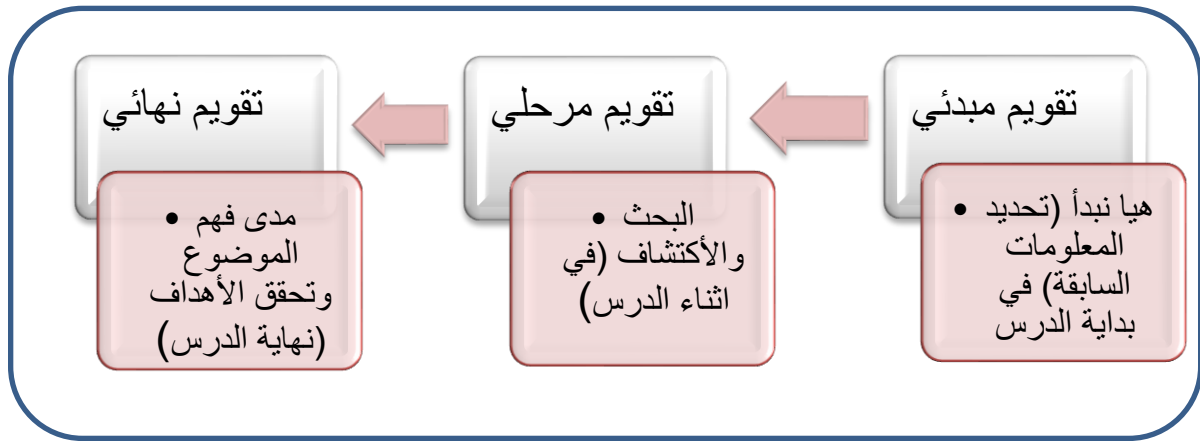 تقويم مبدئي
هيا نبدأ (تحديد
المعلومات
السابقة) في
بداية الدرس
تقويم مرحلي
البحث
والأكتشاف (في
اثناء الدرس)
تقويم نهائي
مدى فهم
الموضوع
وتحقق الأهداف
(نهاية الدرس)